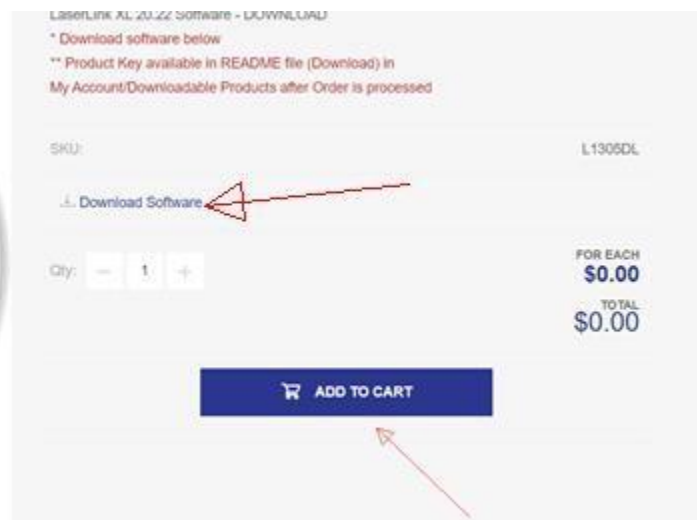 LaserLink XL 20.22 Software - DOWNLOAD
* Download software below
** Product Key available in README file (Download) in
My Account/Downloadable Products after Order is processed
SKU: L1305DL
Download Software
Qty: − 1 + FOR EACH
$0.00
TOTAL
$0.00
ADD TO CART